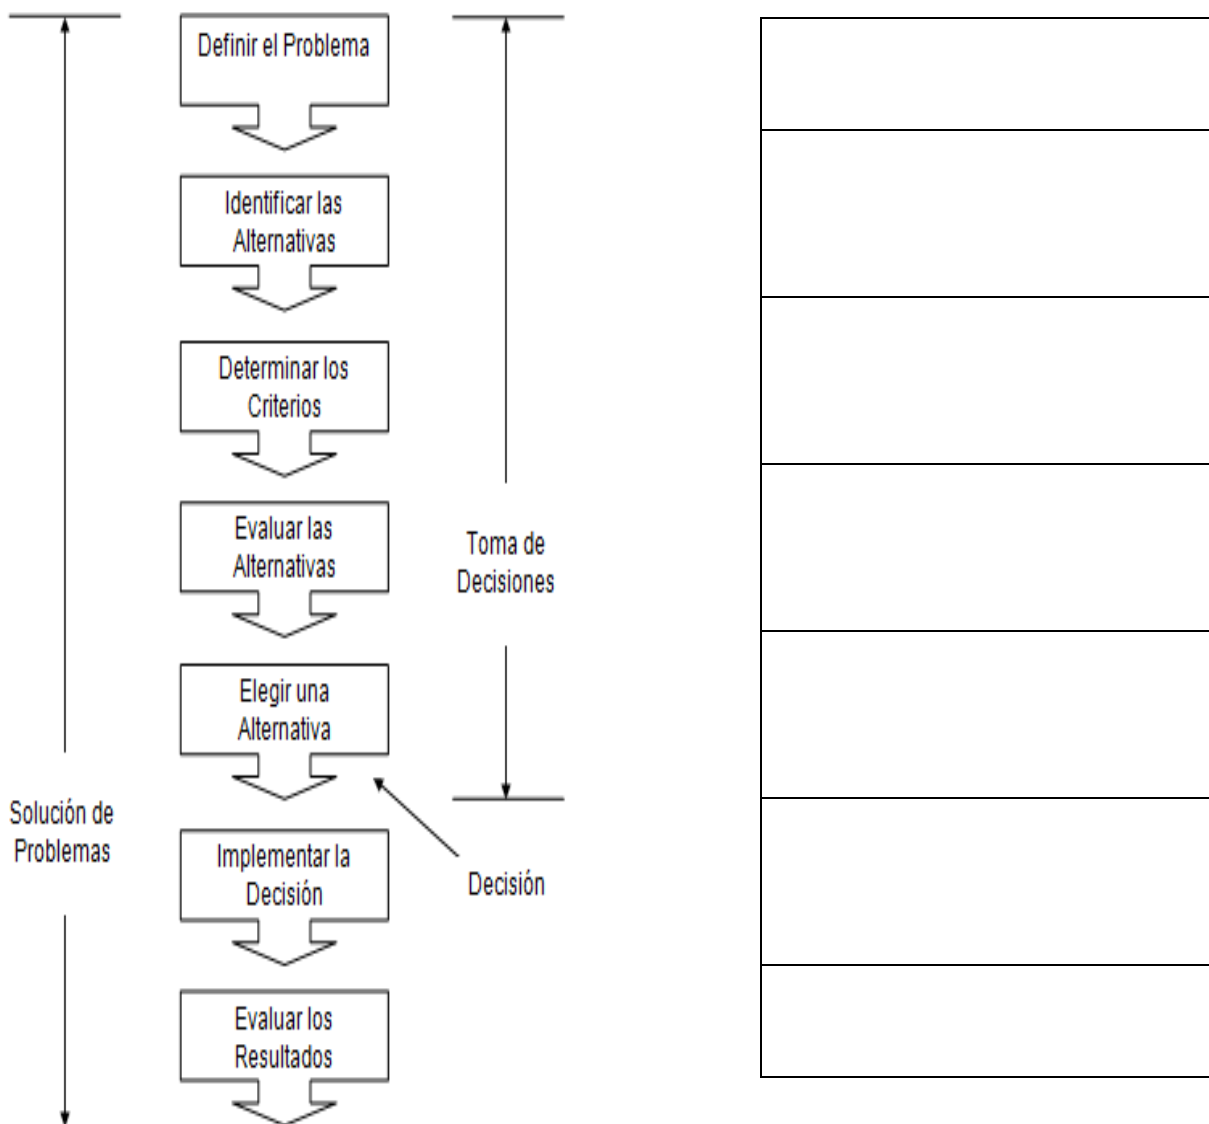 Definir el Problema
Identificar las
Alternativas
Determinar los
Criterios
Evaluar las
Alternativas
Toma de
Decisiones
Elegir una
Alternativa
Solución de
Problemas
Implementar la
Decisión
Decisión
Evaluar los
Resultados